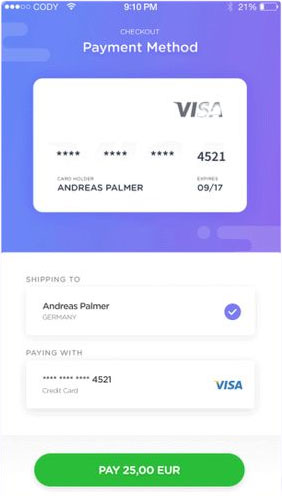 CODY 9:10 PM 21%
CHECKOUT
Payment Method
VISA
**** **** **** 4521
CARD HOLDER EXPIRES
ANDREAS PALMER 09/17
SHIPPING TO
Andreas Palmer
GERMANY
PAYING WITH
**** **** **** 4521
Credit Card VISA
PAY 25,00 EUR